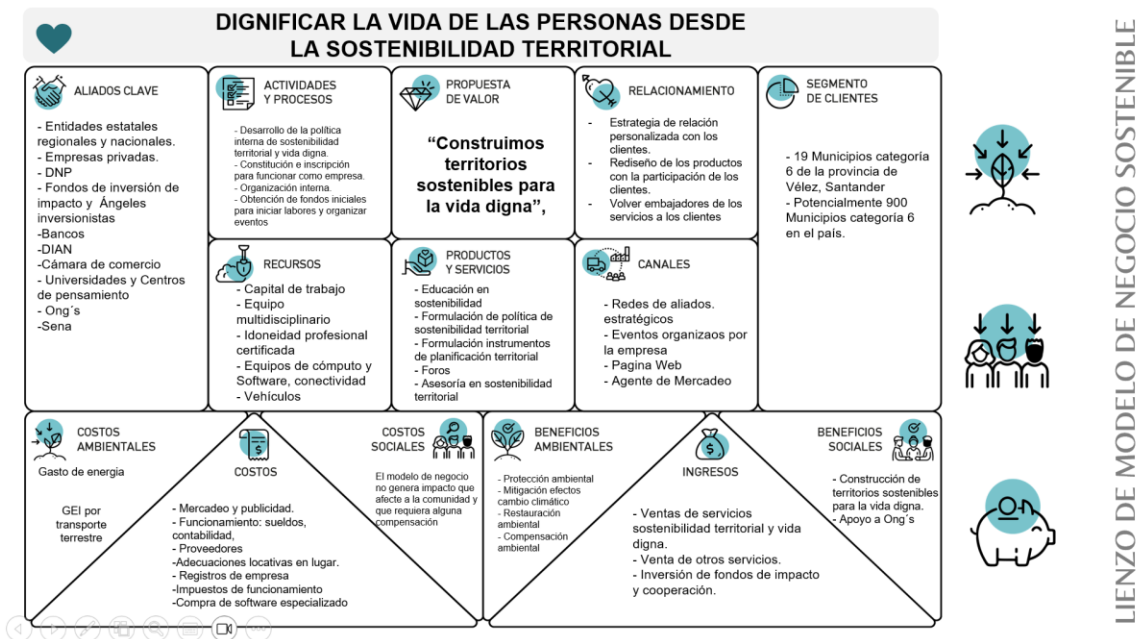 DIGNIFICAR LA VIDA DE LAS PERSONAS DESDE
LA SOSTENIBILIDAD TERRITORIAL
ALIADOS CLAVE
- Entidades estatales
regionales y nacionales.
- Empresas privadas.
- DNP
- Fondos de inversión de
impacto y Ángeles
inversionistas
-Bancos
-DIAN
-Cámara de comercio
- Universidades y Centros
de pensamiento
- Ong´s
-Sena
ACTIVIDADES
Y PROCESOS
- Desarrollo de la política
interna de sostenibilidad
territorial y vida digna.
- Constitución e inscripción
para funcionar como empresa.
- Organización interna.
- Obtención de fondos iniciales
para iniciar labores y organizar
eventos
RECURSOS
- Capital de trabajo
- Equipo
multidisciplinario
- Idoneidad profesional
certificada
- Equipos de cómputo y
Software, conectividad
- Vehículos
PROPUESTA
DE VALOR
“Construimos
territorios
sostenibles para
la vida digna”,
PRODUCTOS
Y SERVICIOS
- Educación en
sostenibilidad
- Formulación de política de
sostenibilidad territorial
- Formulación instrumentos
de planificación territorial
- Foros
- Asesoría en sostenibilidad
territorial
RELACIONAMIENTO
- Estrategia de relación
personalizada con los
clientes.
- Rediseño de los productos
con la participación de los
clientes.
- Volver embajadores de los
servicios a los clientes
CANALES
- Redes de aliados.
estratégicos
- Eventos organizaos por
la empresa
- Pagina Web
- Agente de Mercadeo
SEGMENTO
DE CLIENTES
- 19 Municipios categoría
6 de la provincia de
Vélez, Santander
- Potencialmente 900
Municipios categoría 6
en el país.
COSTOS
AMBIENTALES
Gasto de energia
GEI por
transporte
terrestre
COSTOS
- Mercadeo y publicidad.
- Funcionamiento: sueldos,
contabilidad,
- Proveedores
-Adecuaciones locativas en lugar.
- Registros de empresa
- Impuestos de funcionamiento
-Compra de software especializado
COSTOS
SOCIALES
El modelo de negocio
no genera impacto que
afecte a la comunidad y
que requiera alguna
compensación
BENEFICIOS
AMBIENTALES
- Protección ambiental
- Mitigación efectos
cambio climático
- Restauración
ambiental
- Compensación
ambiental
INGRESOS
- Ventas de servicios
sostenibilidad territorial y vida
digna.
- Venta de otros servicios.
- Inversión de fondos de impacto
y cooperación.
BENEFICIOS
SOCIALES
- Construcción de
territorios sostenibles
para la vida digna.
- Apoyo a Ong´s
LIENZO DE MODELO DE NEGOCIO SOSTENIBLE